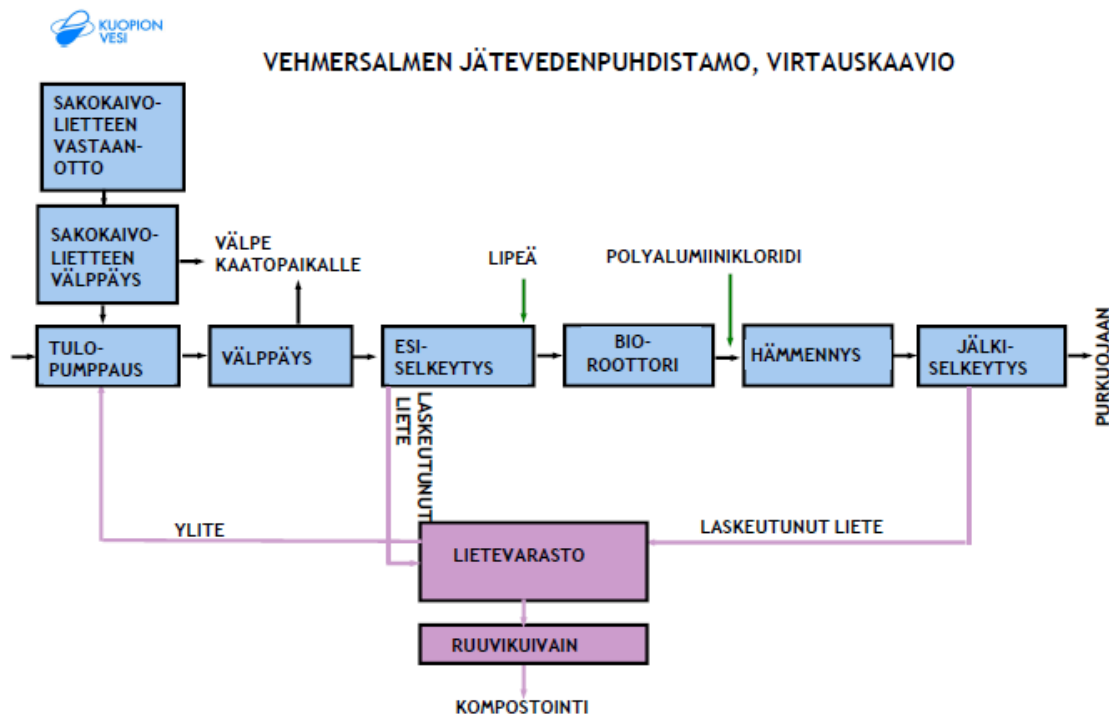 KUOPION
VESI
VEHMERSALMEN JÄTEVEDENPUHDISTAMO, VIRTAUSKAAVIO
SAKOKAIVO-
LIETTEEN
VASTAAN-
OTTO
SAKOKAIVO-
LIETTEEN
VÄLPPÄYS
VÄLPE
KAATOPAIKALLE
LIPEÄ
POLYALUMIINIKLORIDI
TULO-
PUMPPAUS
VÄLPPÄYS
ESI-
SELKEYTYS
BIO-
ROOTTORI
HÄMMENNYS
JÄLKI-
SELKEYTYS
PURKUOJAAN
LASKEUTUNUT
LIETE
YLITE
LASKEUTUNUT LIETE
LIETEVARASTO
RUUVIKUIVAIN
KOMPOSTOINTI